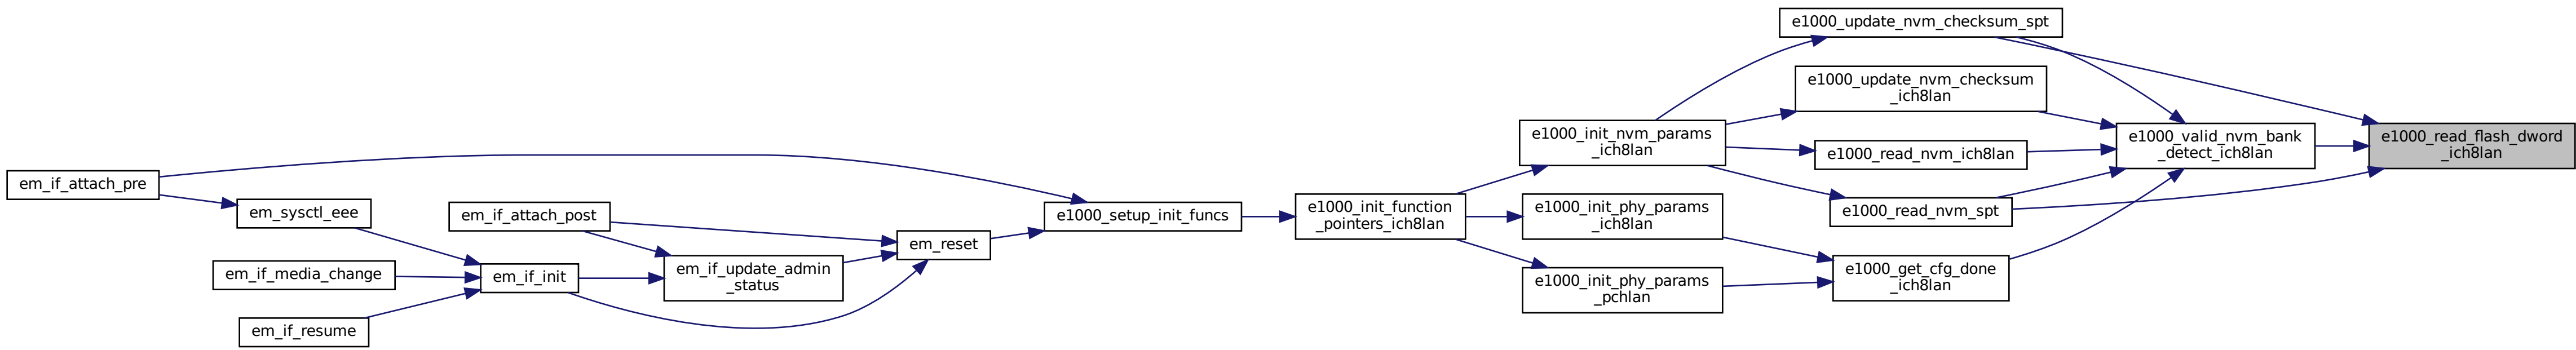 em_if_attach_pre
em_sysctl_eee
em_if_media_change
em_if_resume
em_if_attach_post
em_if_init
em_if_update_admin
_status
em_reset
e1000_setup_init_funcs
e1000_init_function
_pointers_ich8lan
e1000_init_nvm_params
_ich8lan
e1000_init_phy_params
_ich8lan
e1000_init_phy_params
_pchlan
e1000_update_nvm_checksum_spt
e1000_update_nvm_checksum
_ich8lan
e1000_read_nvm_ich8lan
e1000_read_nvm_spt
e1000_get_cfg_done
_ich8lan
e1000_valid_nvm_bank
_detect_ich8lan
e1000_read_flash_dword
_ich8lan